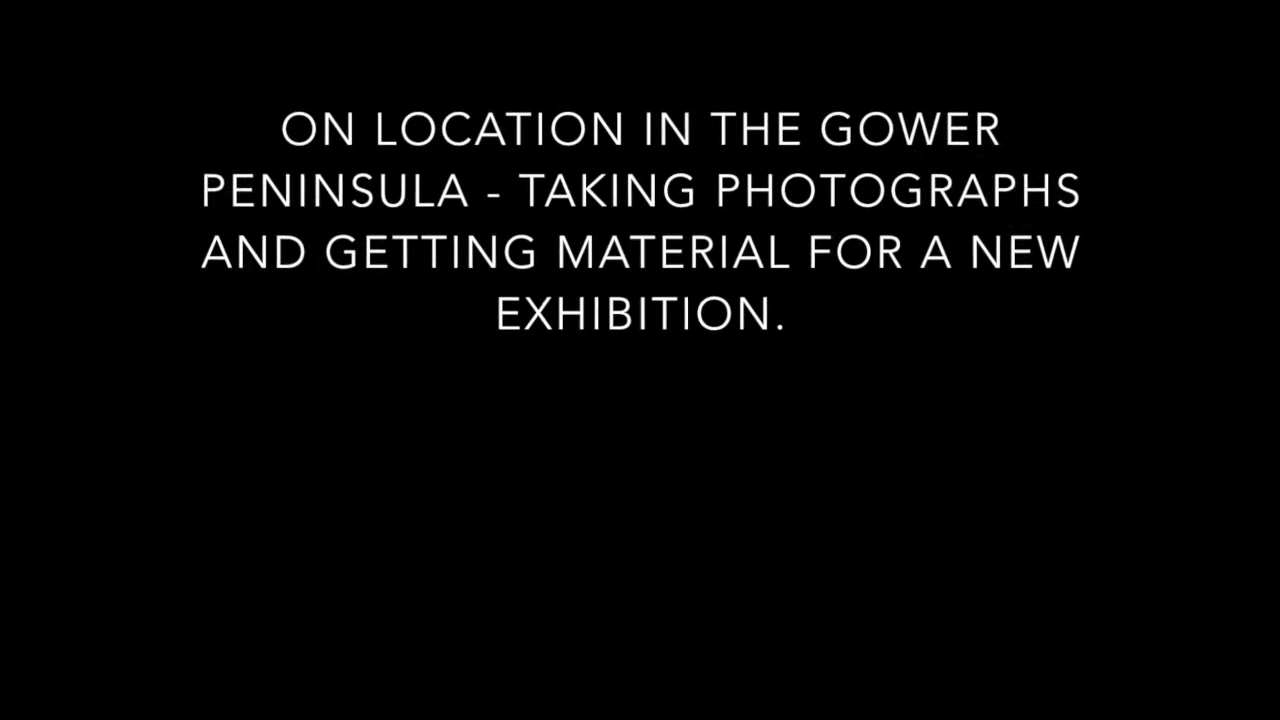 ON LOCATION IN THE GOWER
PENINSULA - TAKING PHOTOGRAPHS
AND GETTING MATERIAL FOR A NEW
EXHIBITION.